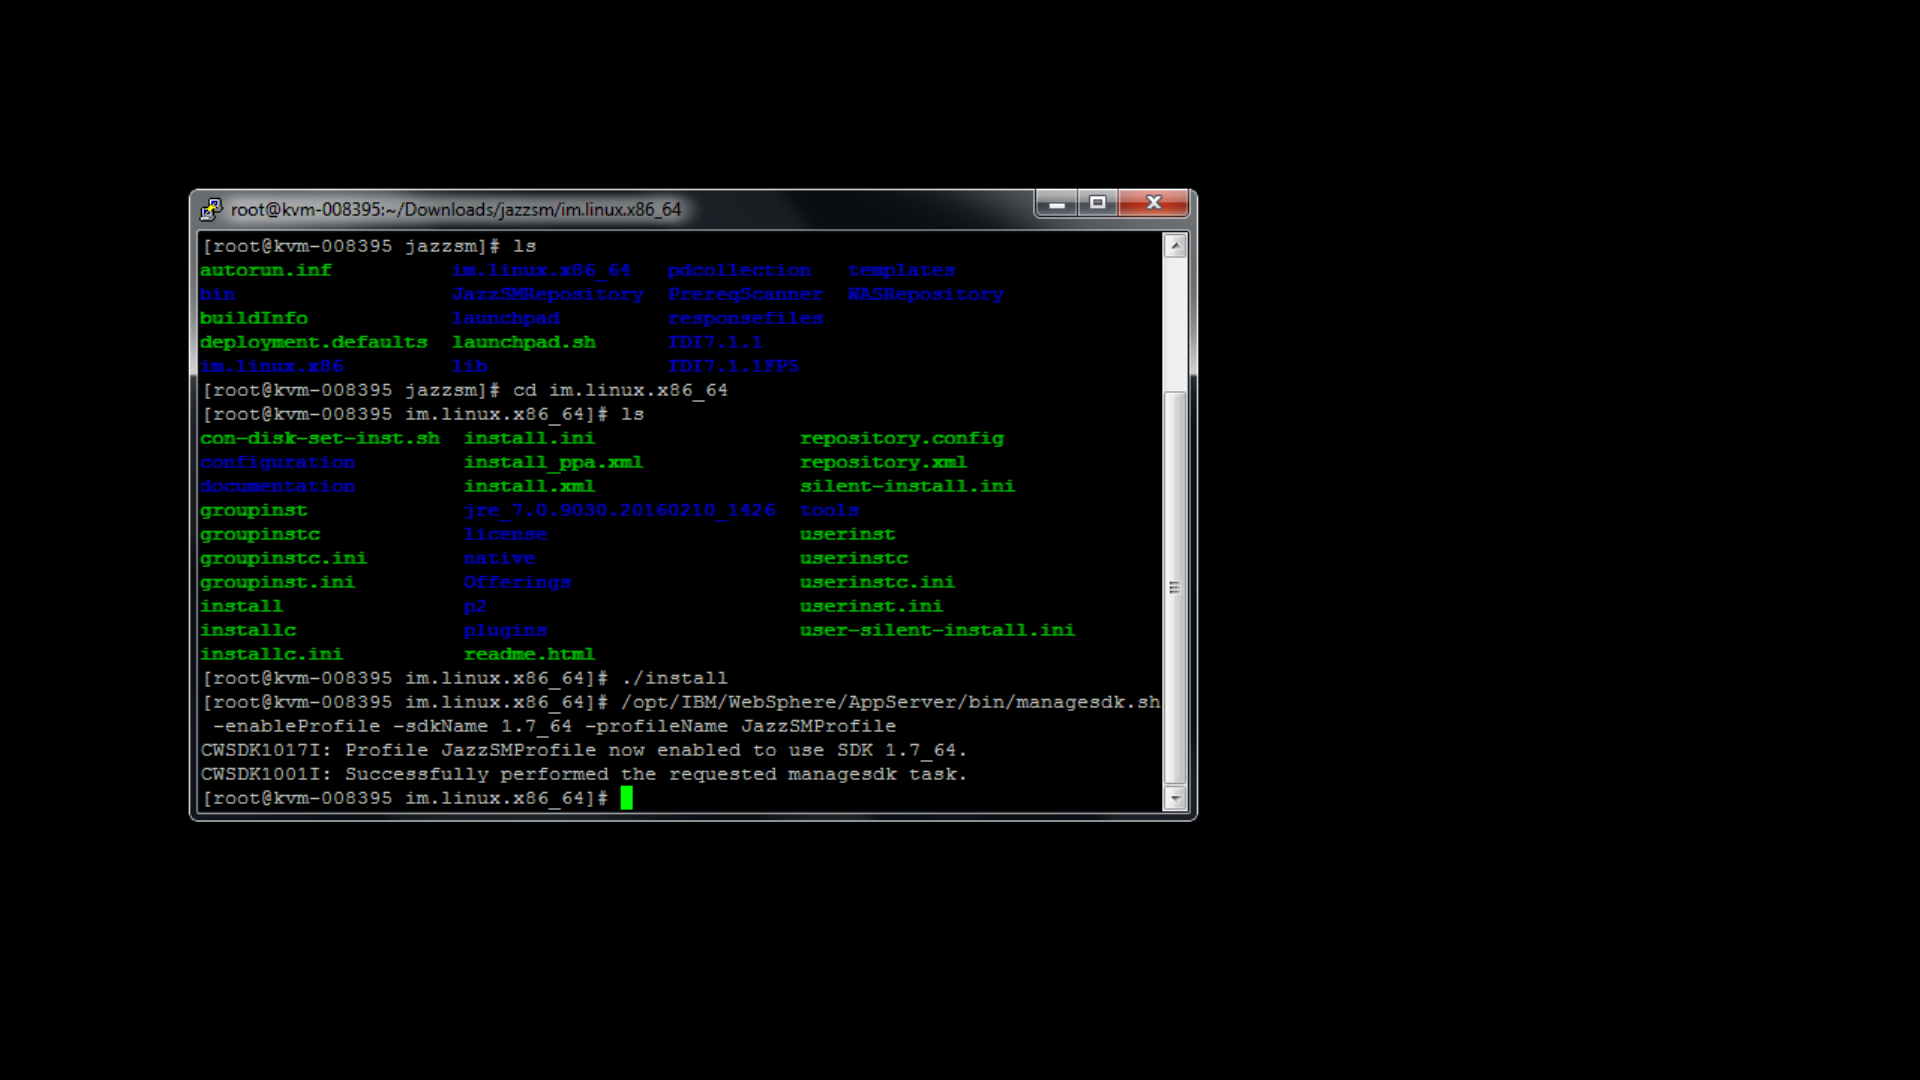 root@kvm-008395:~/Downloads/jazzsm/im.linux.x86_64
[root@kvm-008395 jazzsm]# ls
autorun.inf im.linux.x86_64 pdcollection templates
bin JazzSMRepository PrereqScanner WASRepository
buildInfo launchpad responsefiles
deployment.defaults launchpad.sh TDI7.1.1
im.linux.x86 lib TDI7.1.1FP5
[root@kvm-008395 jazzsm]# cd im.linux.x86_64
[root@kvm-008395 im.linux.x86_64]# ls
con-disk-set-inst.sh install.ini repository.config
configuration install_ppa.xml repository.xml
documentation install.xml silent-install.ini
groupinst jre_7.0.9030.20160210_1426 tools
groupinstc license userinst
groupinstc.ini native userinstc
groupinst.ini Offerings userinstc.ini
install p2 userinst.ini
installc plugins user-silent-install.ini
installc.ini readme.html
[root@kvm-008395 im.linux.x86_64]# ./install
[root@kvm-008395 im.linux.x86_64]# /opt/IBM/WebSphere/AppServer/bin/managesdk.sh
-enableProfile -sdkName 1.7_64 -profileName JazzSMProfile
CWSDK1017I: Profile JazzSMProfile now enabled to use SDK 1.7_64.
CWSDK1001I: Successfully performed the requested managesdk task.
[root@kvm-008395 im.linux.x86_64]#